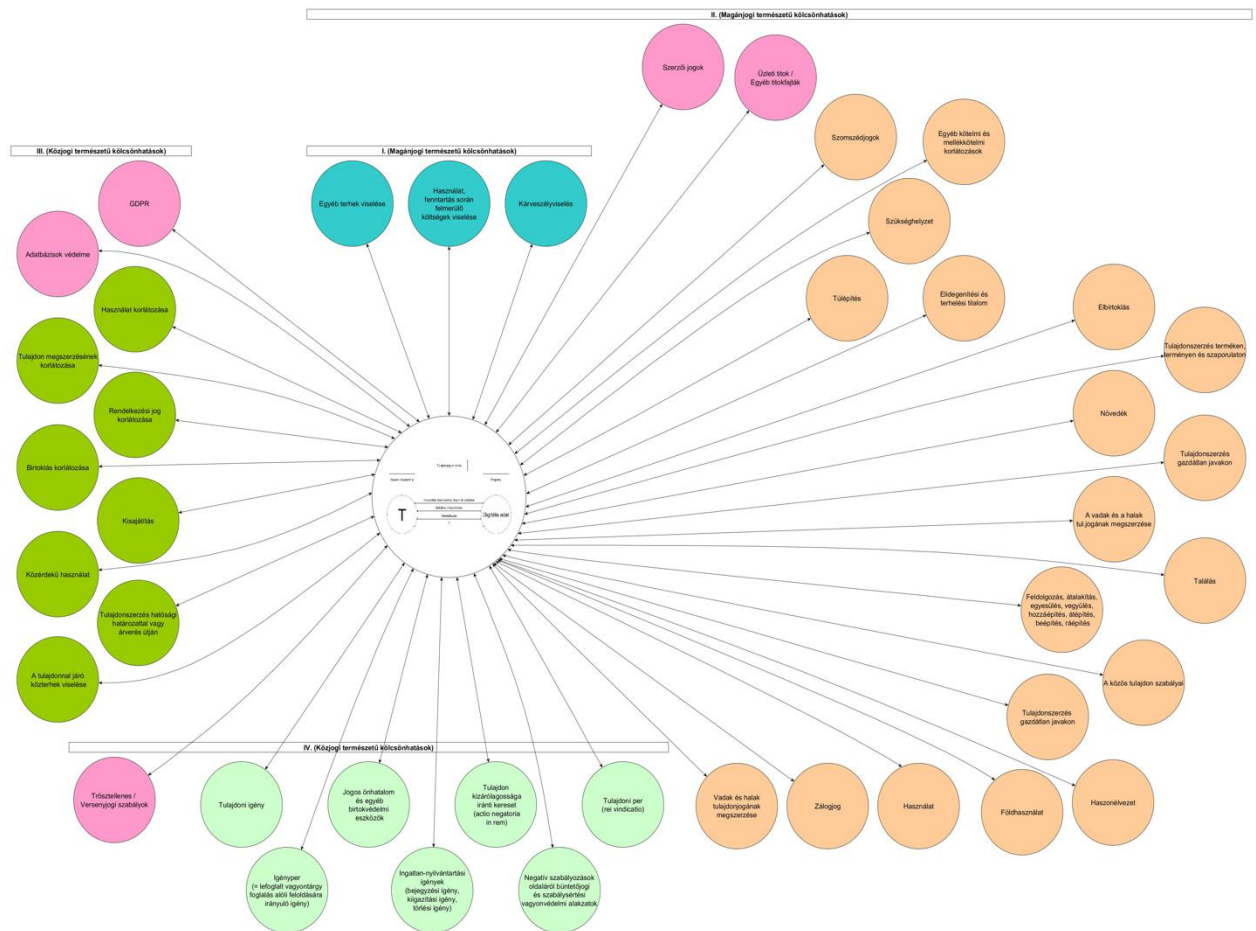 II. (Magánjogi természetű kölcsönhatások)
Szerzői jogok
Üzleti titok /
Egyéb titokfajták
Szomszédjogok
Egyéb kötelmi és
mellékkötelmi
korlátozások
III. (Közjogi természetű kölcsönhatások)
I. (Magánjogi természetű kölcsönhatások)
GDPR
Egyéb terhek viselése
Használat,
fenntartás során
felmerülő
költségek viselése
Kárveszélyviselés
Szükséghelyzet
Adatbázisok védelme
Használat korlátozása
Túlépítés
Elidegenítési és
terhelési tilalom
Elbirtoklás
Tulajdon megszerzésének
korlátozása
Tulajdonszerzés terméken,
terményen és szaporulaton
Rendelkezési jog
korlátozása
Növedék
Birtoklás korlátozása
Tulajdonszerzés
gazdátlan javakon
Kisajátítás
T
A vadak és a halak
tul.jogának
megszerzése
Közérdekű használat
Találás
Tulajdonszerzés hatósági
határozattal vagy
árverés útján
Feldolgozás, átalakítás,
egyesülés, vegyülés,
hozzáépítés, átépítés,
beépítés, ráépítés
A tulajdonnal járó
közterhek viselése
A közös tulajdon szabályai
Tulajdonszerzés
gazdátlan javakon
IV. (Közjogi természetű kölcsönhatások)
Trösztellenes /
Versenyjogi szabályok
Tulajdoni igény
Jogos önhatalom
és egyéb
birtokvédelmi
eszközök
Tulajdon
kizárólagossága
iránti kereset
(actio negatoria
in rem)
Tulajdoni per
(rei vindicatio)
Vadak és halak
tulajdonjogának
megszerzése
Zálogjog
Használat
Földhasználat
Haszonélvezet
Igényper
(= lefoglalt vagyontárgy
foglalás alóli feloldására
irányuló igény)
Ingatlan-nyilvántartási
igények
(bejegyzési igény,
kiigazítási igény,
törlési igény)
Negatív szabályozások
oldaláról büntetőjogi
és szabálysértési
vagyonvédelmi alakzatok